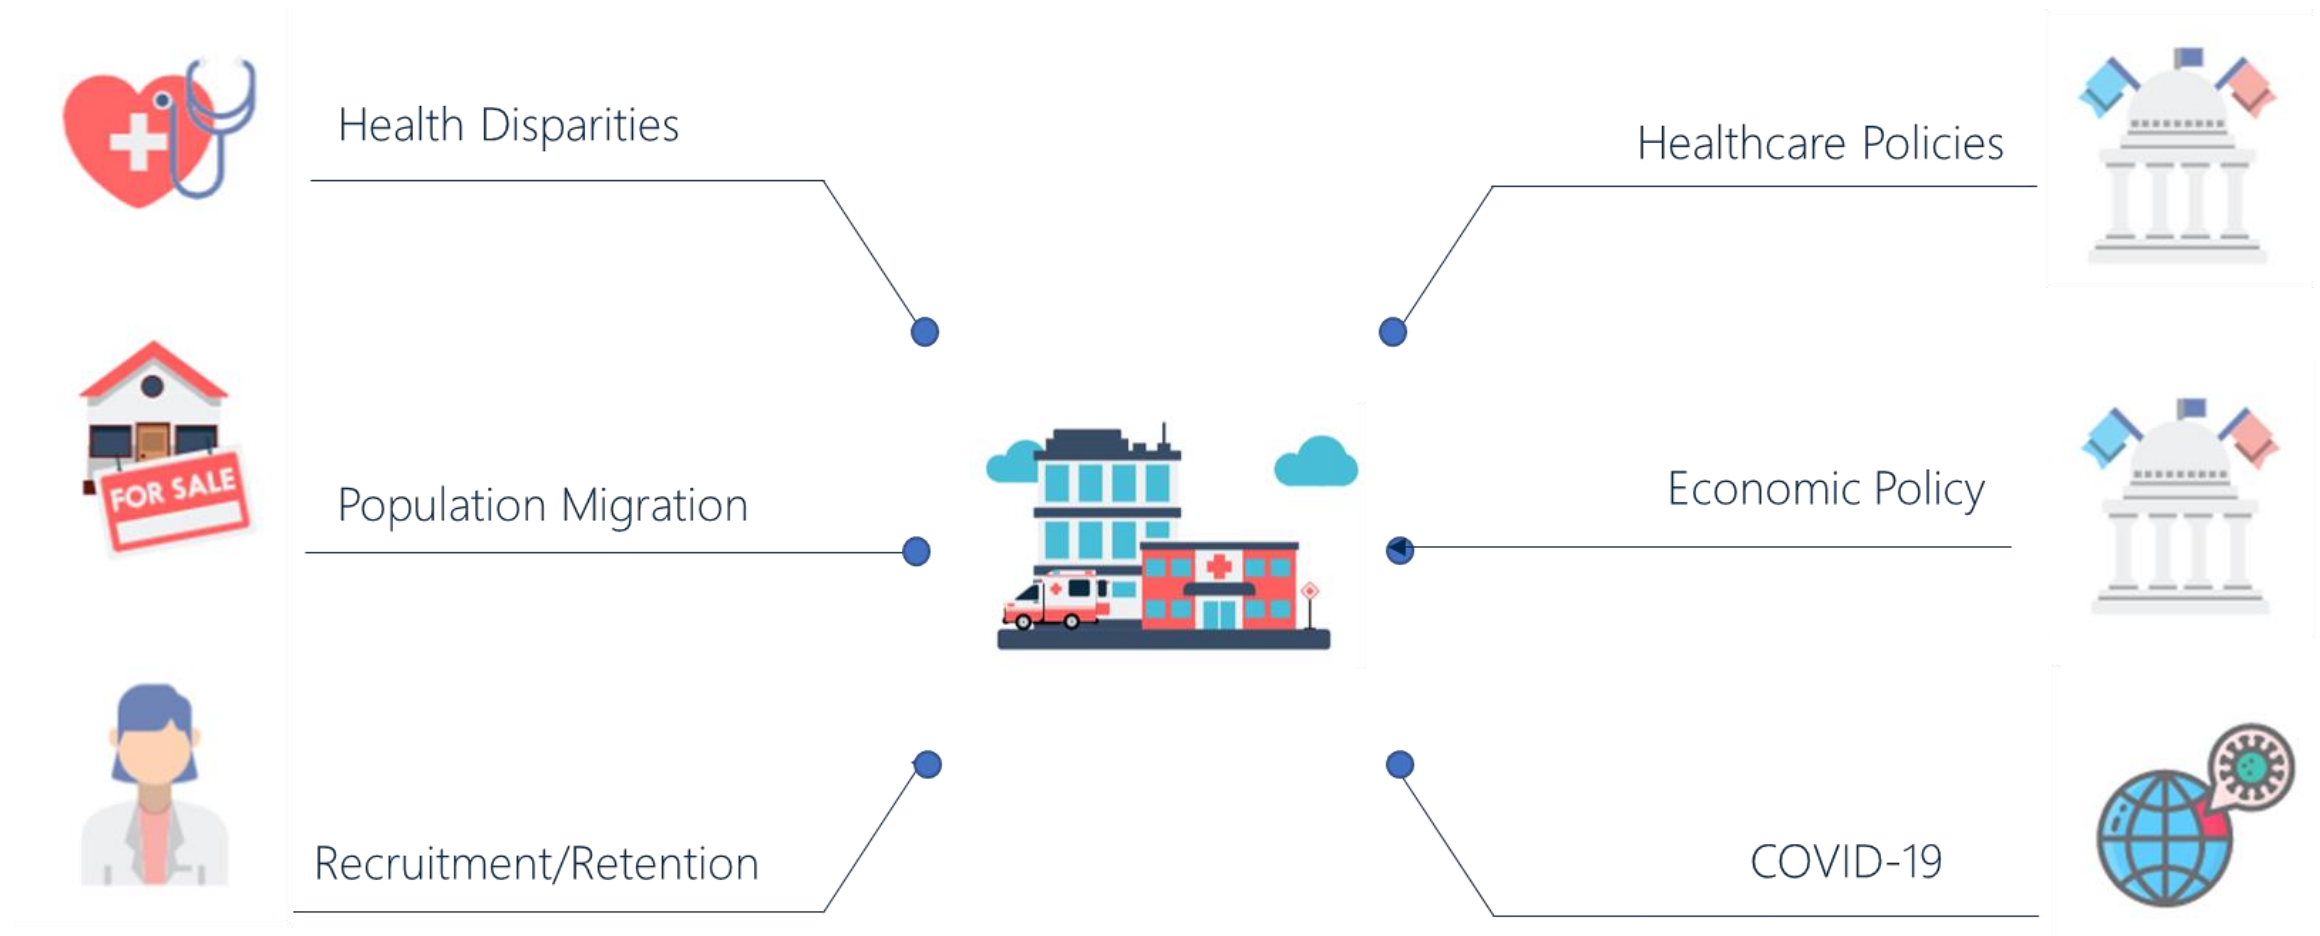 Health Disparities
Healthcare Policies
FOR SALE
Population Migration
Economic Policy
Recruitment/Retention
COVID-19